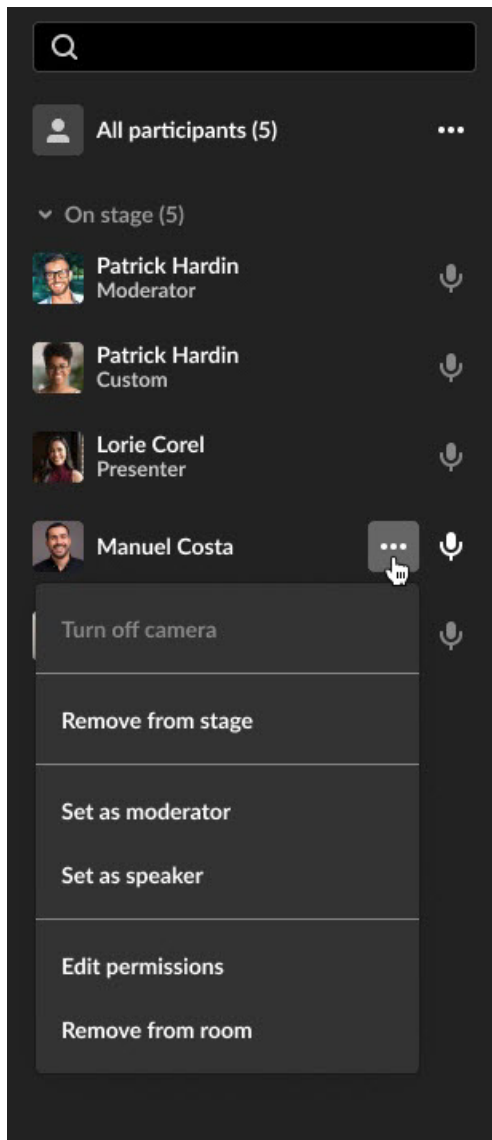 All participants (5)
On stage (5)
Patrick Hardin
Moderator
Patrick Hardin
Custom
Lorie Corel
Presenter
Manuel Costa
Turn off camera
Remove from stage
Set as moderator
Set as speaker
Edit permissions
Remove from room